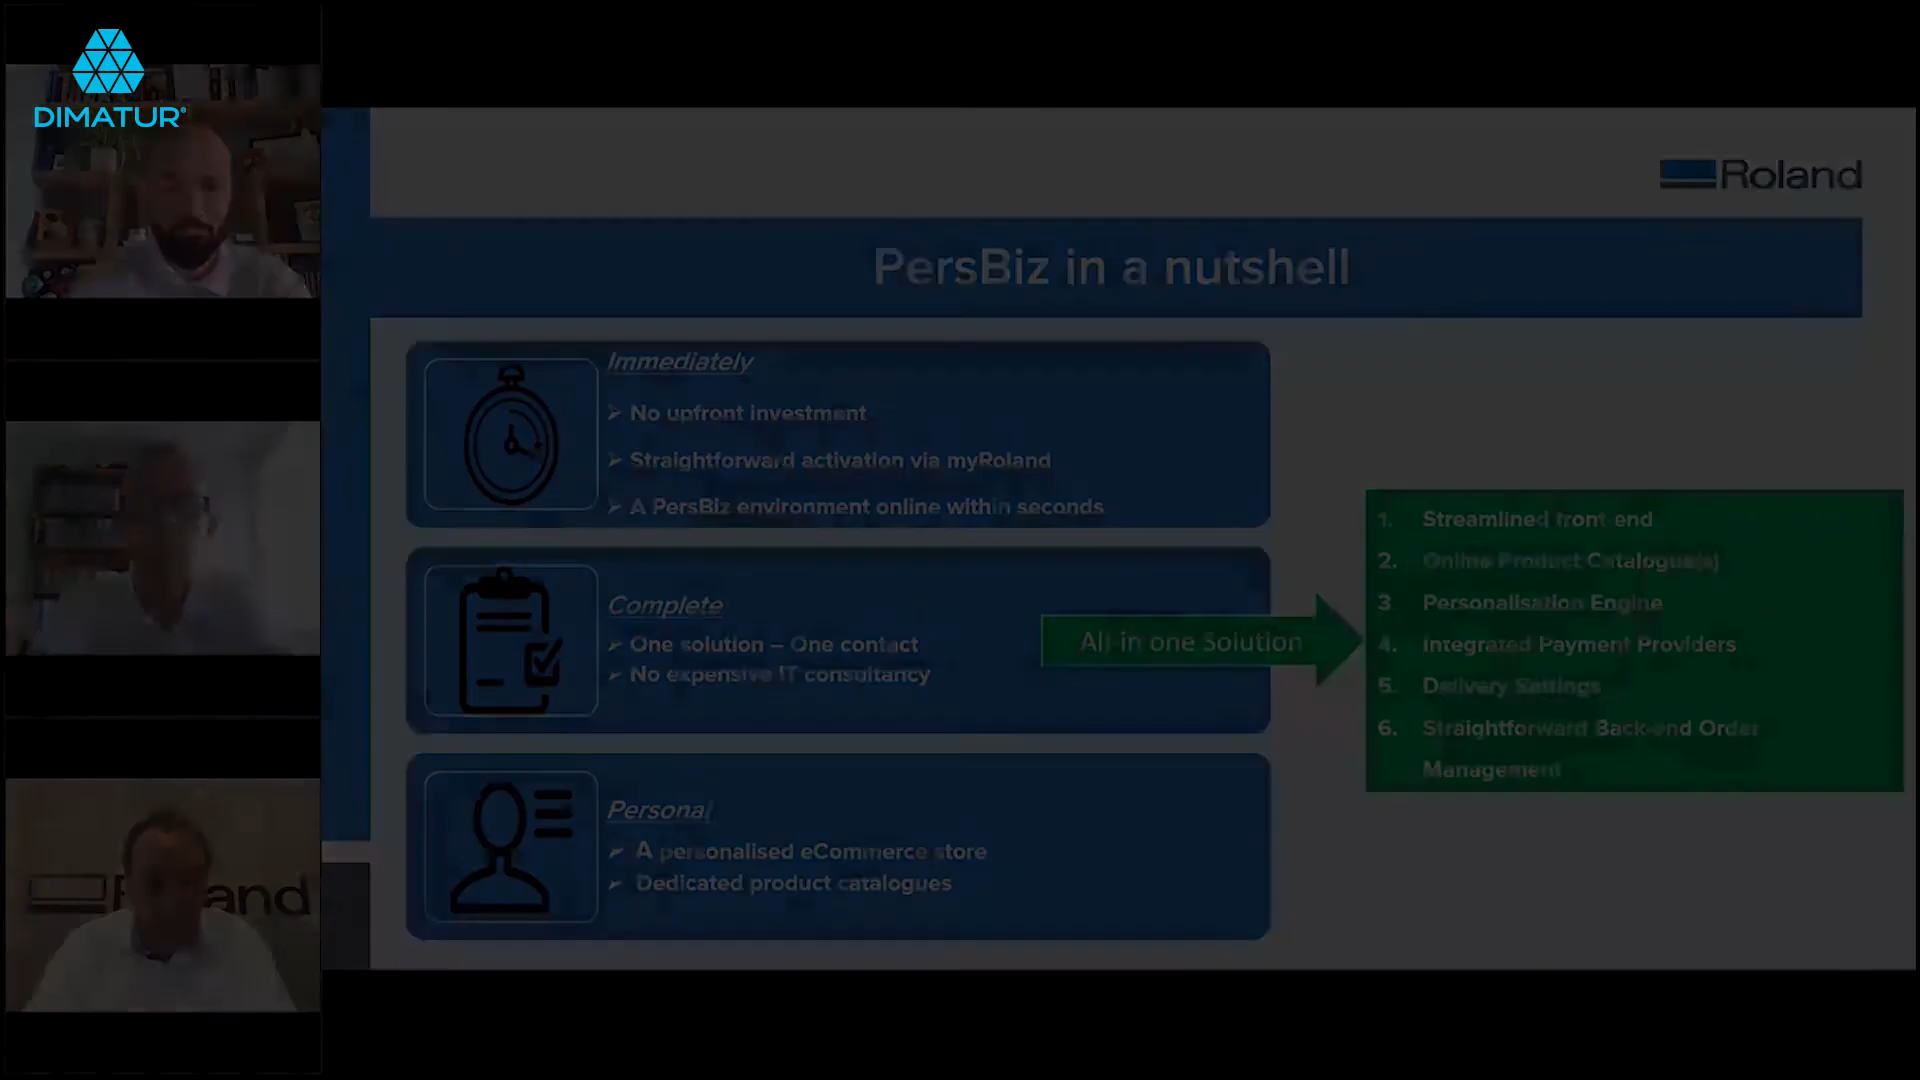 DIMATUR®
Roland
PersBiz in a nutshell
Immediately
➢ No upfront investment
➢ Straightforward activation via myRoland
➢ A PersBiz environment online within seconds
Complete
➢ One solution – One contact
➢ No expensive IT consultancy
All-in one Solution
Personal
➢ A personalised eCommerce store
➢ Dedicated product catalogues
1. Streamlined front end
2. Online Product Catalogue(s)
3 Personalisation Engine
4. Integrated Payment Providers
5. Delivery Settings
6. Straightforward Back-end Order
Management